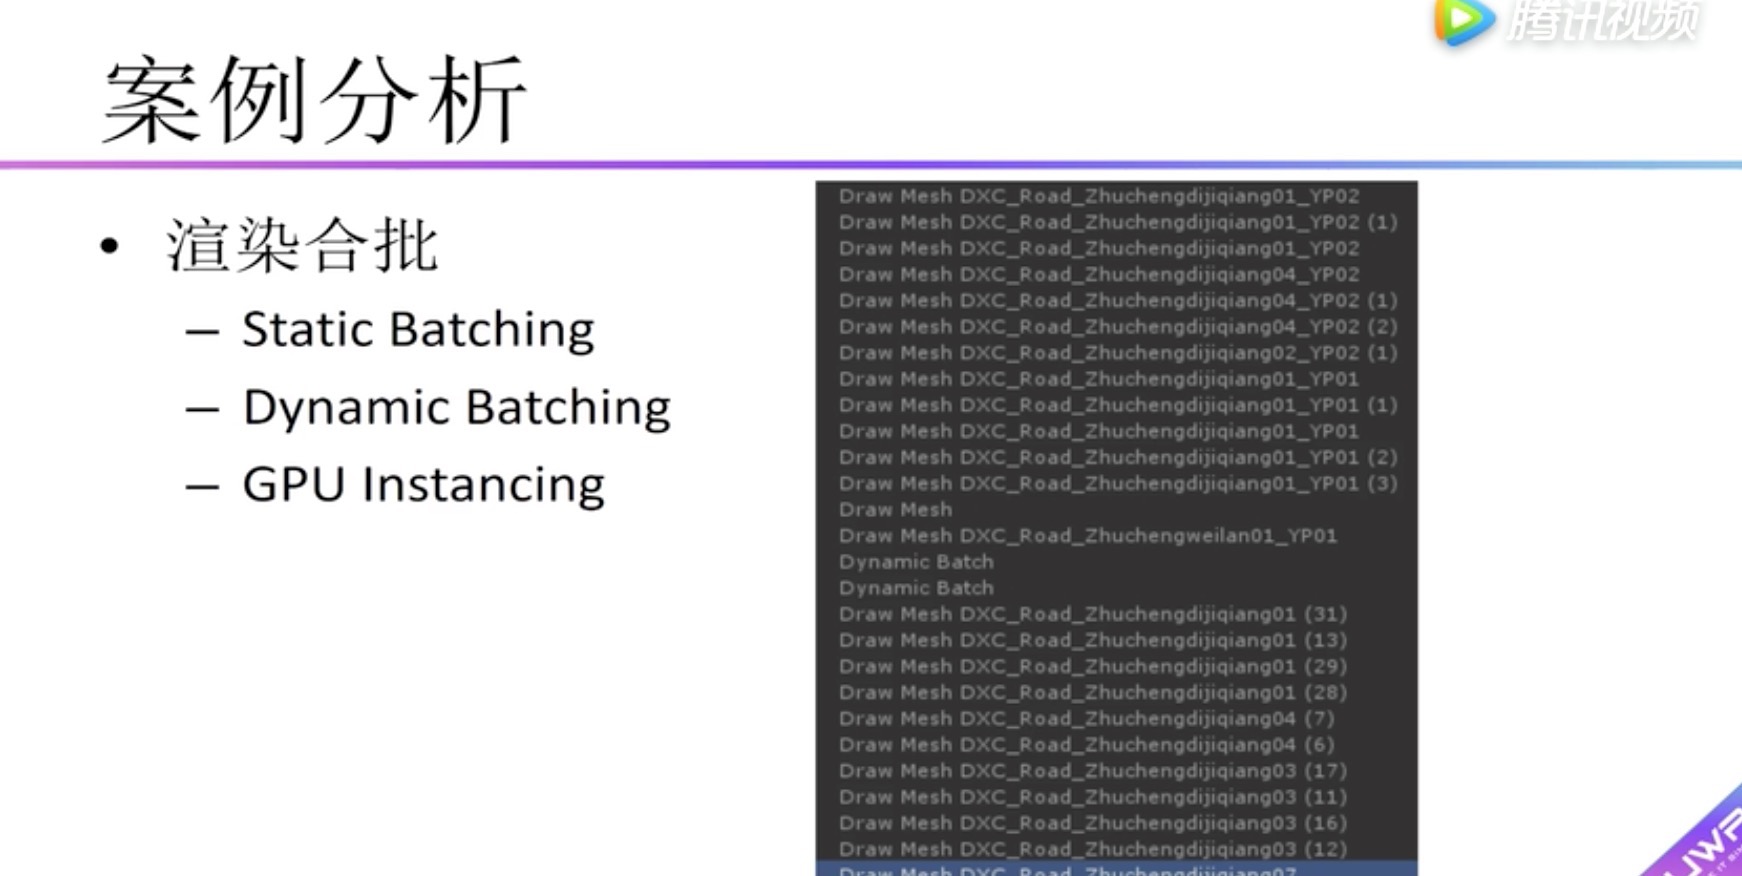 腾讯视频
案例分析
• 渲染合批
– Static Batching
– Dynamic Batching
– GPU Instancing
Draw Mesh DXC_Road_Zhuchengdijiqiang01_YP02
Draw Mesh DXC_Road_Zhuchengdijiqiang01_YP02 (1)
Draw Mesh DXC_Road_Zhuchengdijiqiang01_YP02
Draw Mesh DXC_Road_Zhuchengdijiqiang04_YP02
Draw Mesh DXC_Road_Zhuchengdijiqiang04_YP02 (1)
Draw Mesh DXC_Road_Zhuchengdijiqiang04_YP02 (2)
Draw Mesh DXC_Road_Zhuchengdijiqiang02_YP02 (1)
Draw Mesh DXC_Road_Zhuchengdijiqiang01_YP01
Draw Mesh DXC_Road_Zhuchengdijiqiang01_YP01 (1)
Draw Mesh DXC_Road_Zhuchengdijiqiang01_YP01
Draw Mesh DXC_Road_Zhuchengdijiqiang01_YP01 (2)
Draw Mesh DXC_Road_Zhuchengdijiqiang01_YP01 (3)
Draw Mesh
Draw Mesh DXC_Road_Zhuchengweilan01_YP01
Dynamic Batch
Dynamic Batch
Draw Mesh DXC_Road_Zhuchengdijiqiang01 (31)
Draw Mesh DXC_Road_Zhuchengdijiqiang01 (13)
Draw Mesh DXC_Road_Zhuchengdijiqiang01 (29)
Draw Mesh DXC_Road_Zhuchengdijiqiang01 (28)
Draw Mesh DXC_Road_Zhuchengdijiqiang04 (7)
Draw Mesh DXC_Road_Zhuchengdijiqiang04 (6)
Draw Mesh DXC_Road_Zhuchengdijiqiang03 (17)
Draw Mesh DXC_Road_Zhuchengdijiqiang03 (11)
Draw Mesh DXC_Road_Zhuchengdijiqiang03 (16)
Draw Mesh DXC_Road_Zhuchengdijiqiang03 (12)
Draw Mesh